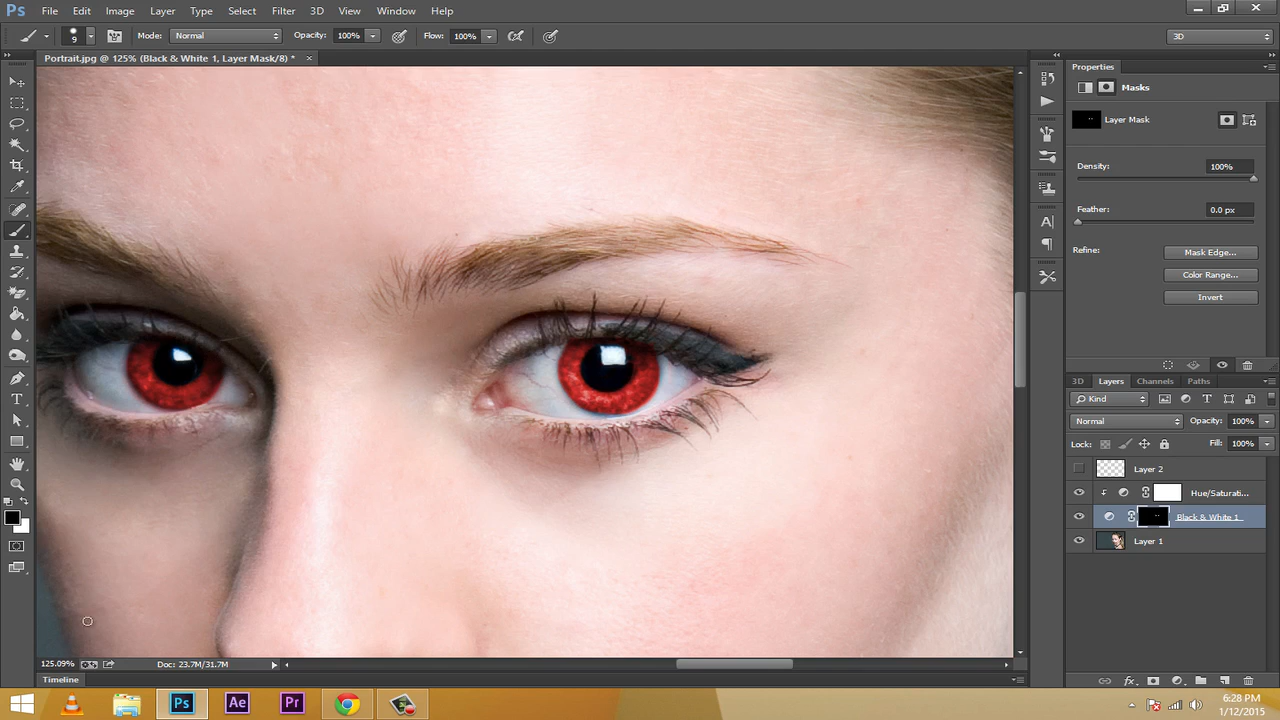 Ps File Edit Image Layer Type Select Filter 3D View Window Help
9 Mode: Normal Opacity: 100% Flow: 100% 3D
Portrait.jpg @ 125% (Black & White 1, Layer Mask/8) * ×
Properties
Masks
Layer Mask
Density: 100%
Feather: 0.0 px
Refine: Mask Edge...
Color Range...
Invert
3D Layers Channels Paths
Kind
Normal Opacity: 100%
Lock: Fill: 100%
Layer 2
Hue/Saturati...
Black & White 1
Layer 1
125.09% Doc: 23.7M/31.7M
Timeline
Ps Ae Pr
6:28 PM
1/12/2015